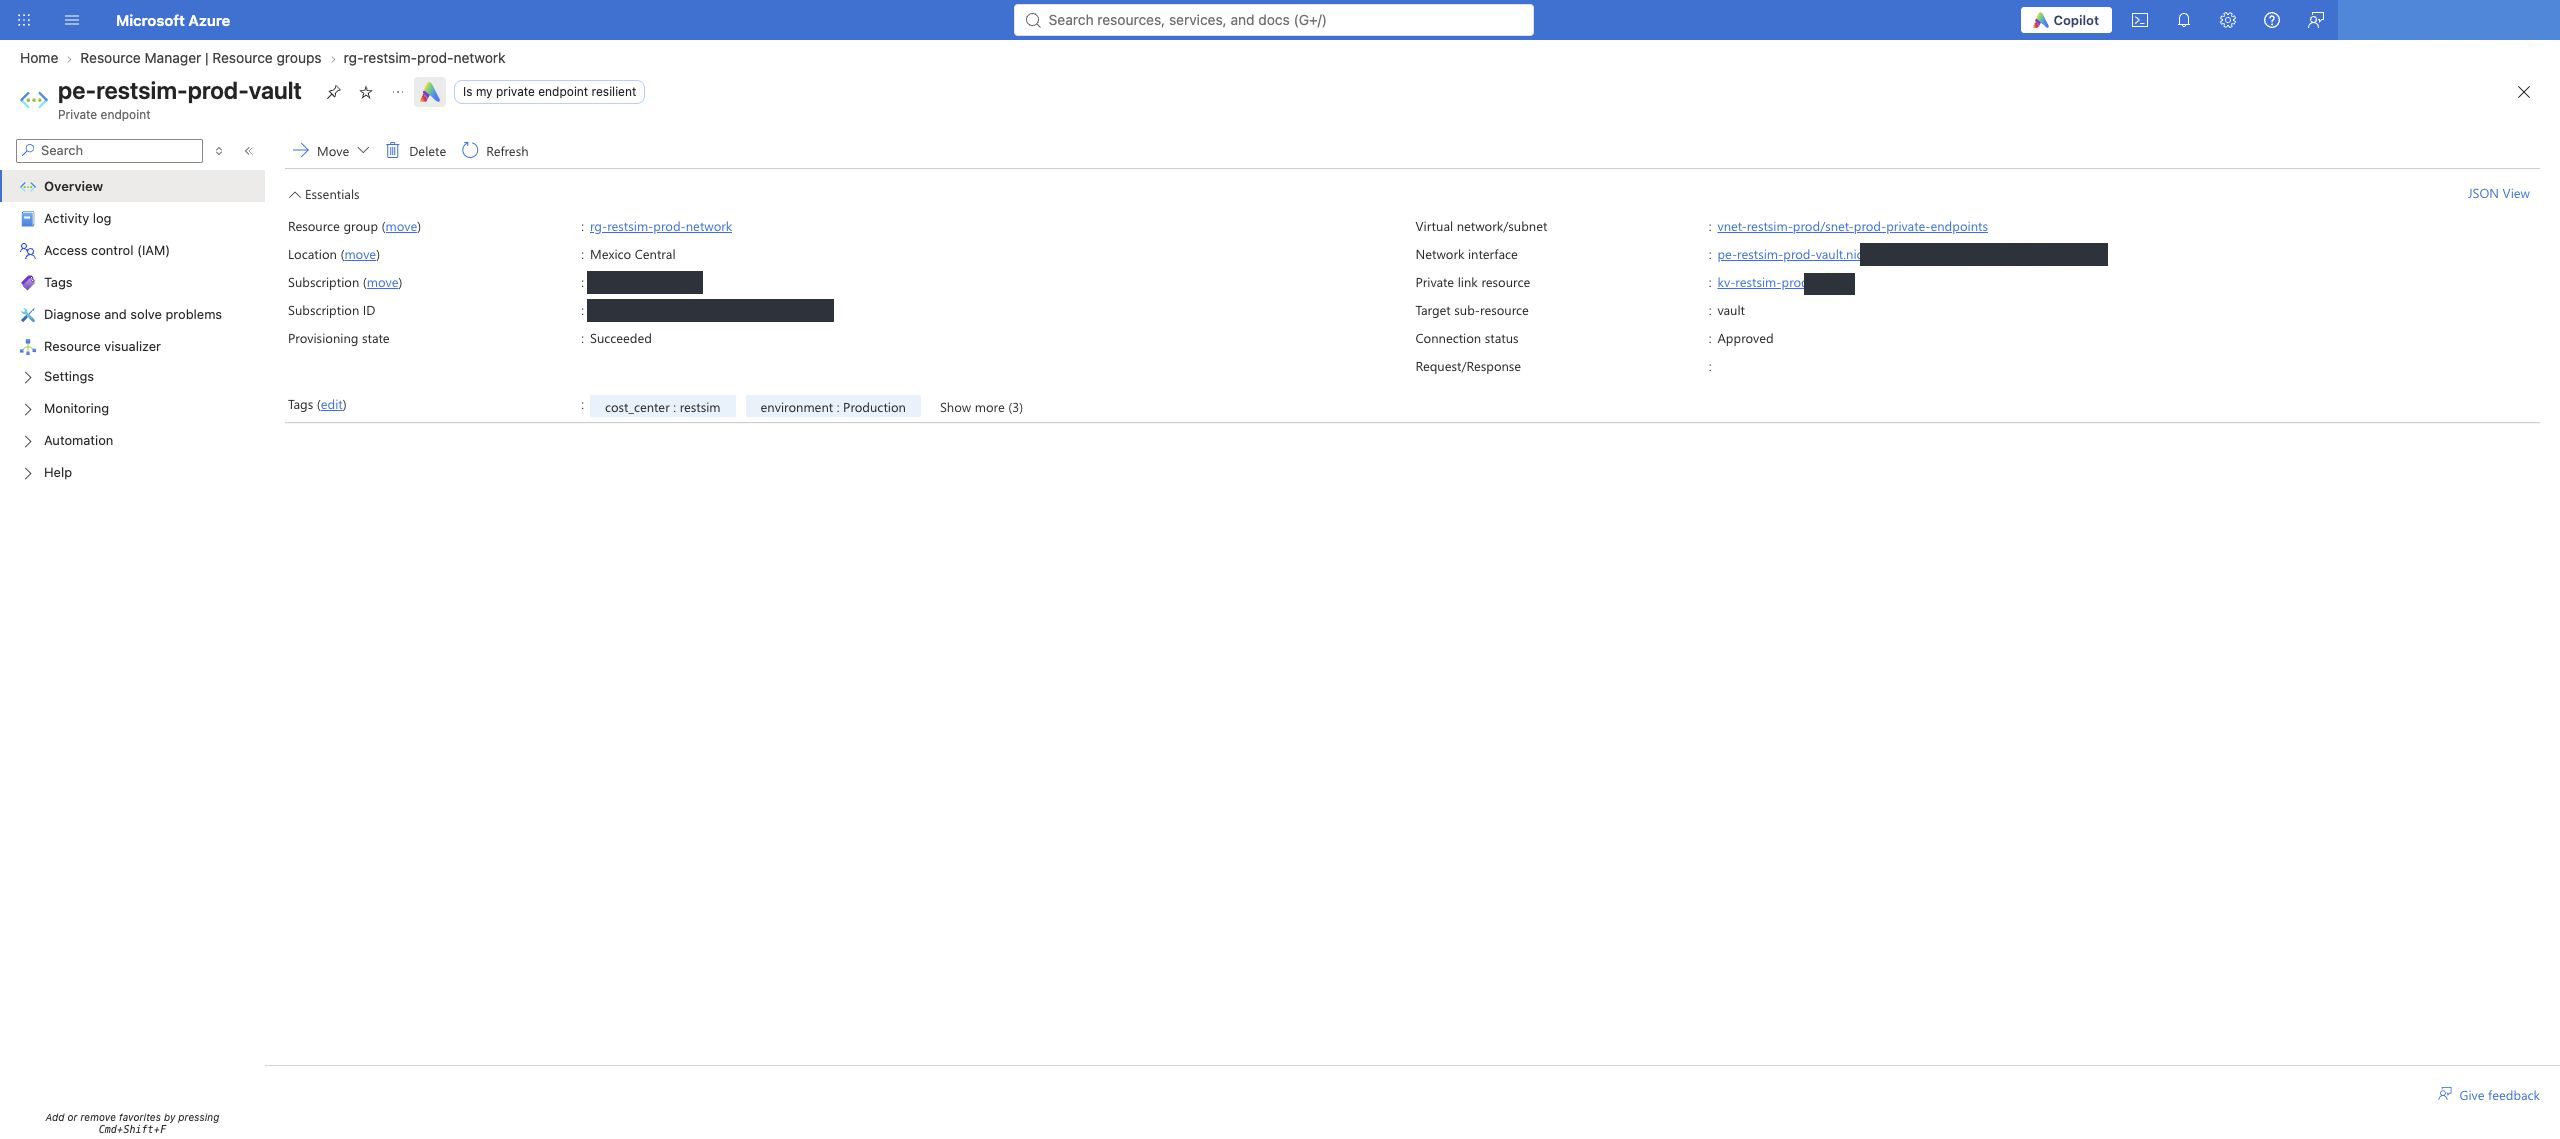 Microsoft Azure
Search resources, services, and docs (G+/)
Copilot
Home > Resource Manager | Resource groups > rg-restsim-prod-network
pe-restsim-prod-vault
Is my private endpoint resilient
Private endpoint
Search
Move
Delete
Refresh
Overview
Activity log
Access control (IAM)
Tags
Diagnose and solve problems
Resource visualizer
Settings
Monitoring
Automation
Help
Essentials
JSON View
Resource group (move) : rg-restsim-prod-network
Location (move) : Mexico Central
Subscription (move) :
Subscription ID :
Provisioning state : Succeeded
Virtual network/subnet : vnet-restsim-prod/snet-prod-private-endpoints
Network interface : pe-restsim-prod-vault.nic
Private link resource : kv-restsim-prod
Target sub-resource : vault
Connection status : Approved
Request/Response :
Tags (edit) : cost_center : restsim environment : Production Show more (3)
Give feedback
Add or remove favorites by pressing
Cmd+Shift+F